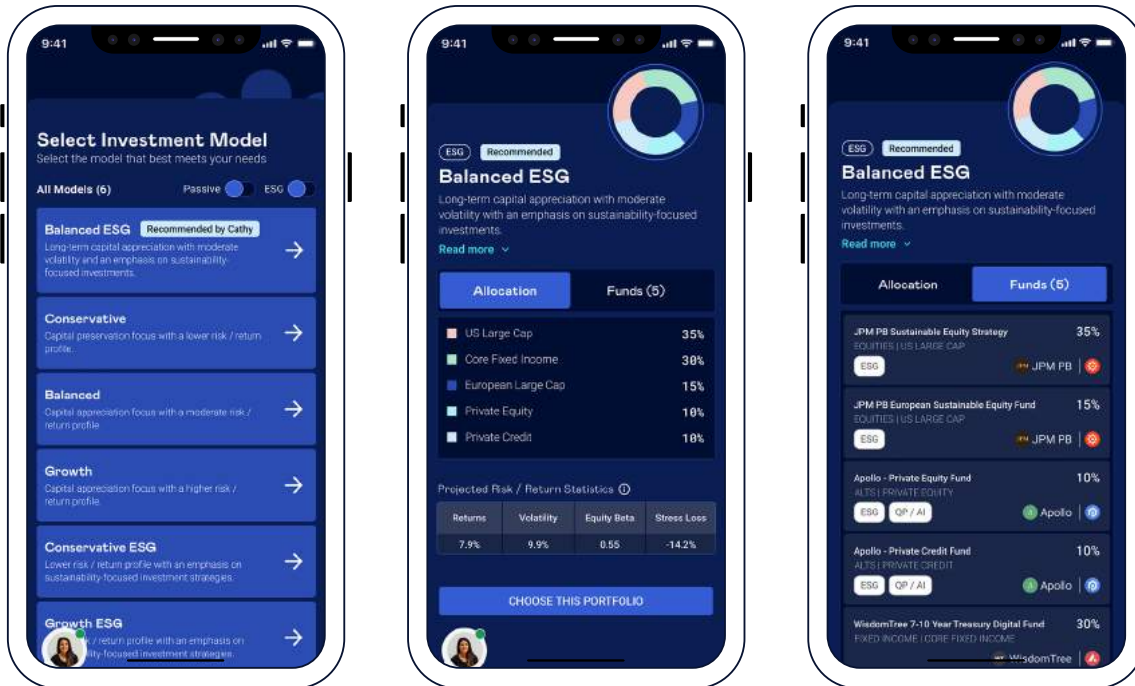 9:41
Select Investment Model
Select the model that best meets your needs
All Models (6) Passive ESG
Balanced ESG Recommended by Cathy
Long-term capital appreciation with moderate
volatility and an emphasis on sustainability-
focused investments.
Conservative
Capital preservation focus with a lower risk / return
profile.
Balanced
Capital appreciation focus with a moderate risk /
return profile
Growth
Capital appreciation focus with a higher risk /
return profile
Conservative ESG
Lower risk / return profile with an emphasis on
sustainability-focused investment strategies.
Growth ESG
/ return profile with an emphasis on
-focused investment strategies.
9:41
ESG Recommended
Balanced ESG
Long-term capital appreciation with moderate
volatility with an emphasis on sustainability-focused
investments.
Read more
Allocation Funds (5)
US Large Cap 35%
Core Fixed Income 30%
European Large Cap 15%
Private Equity 10%
Private Credit 10%
Projected Risk / Return Statistics
Returns Volatility Equity Beta Stress Loss
7.9% 9.9% 0.55 -14.2%
CHOOSE THIS PORTFOLIO
9:41
ESG Recommended
Balanced ESG
Long-term capital appreciation with moderate
volatility with an emphasis on sustainability-focused
investments.
Read more
Allocation Funds (5)
JPM PB Sustainable Equity Strategy 35%
EQUITIES | US LARGE CAP
ESG JPM PB
JPM PB European Sustainable Equity Fund 15%
EQUITIES | US LARGE CAP
ESG JPM PB
Apollo - Private Equity Fund 10%
ALTS | PRIVATE EQUITY
ESG QP / AI Apollo
Apollo - Private Credit Fund 10%
ALTS | PRIVATE CREDIT
ESG QP / AI Apollo
WisdomTree 7-10 Year Treasury Digital Fund 30%
FIXED INCOME | CORE FIXED INCOME
WisdomTree